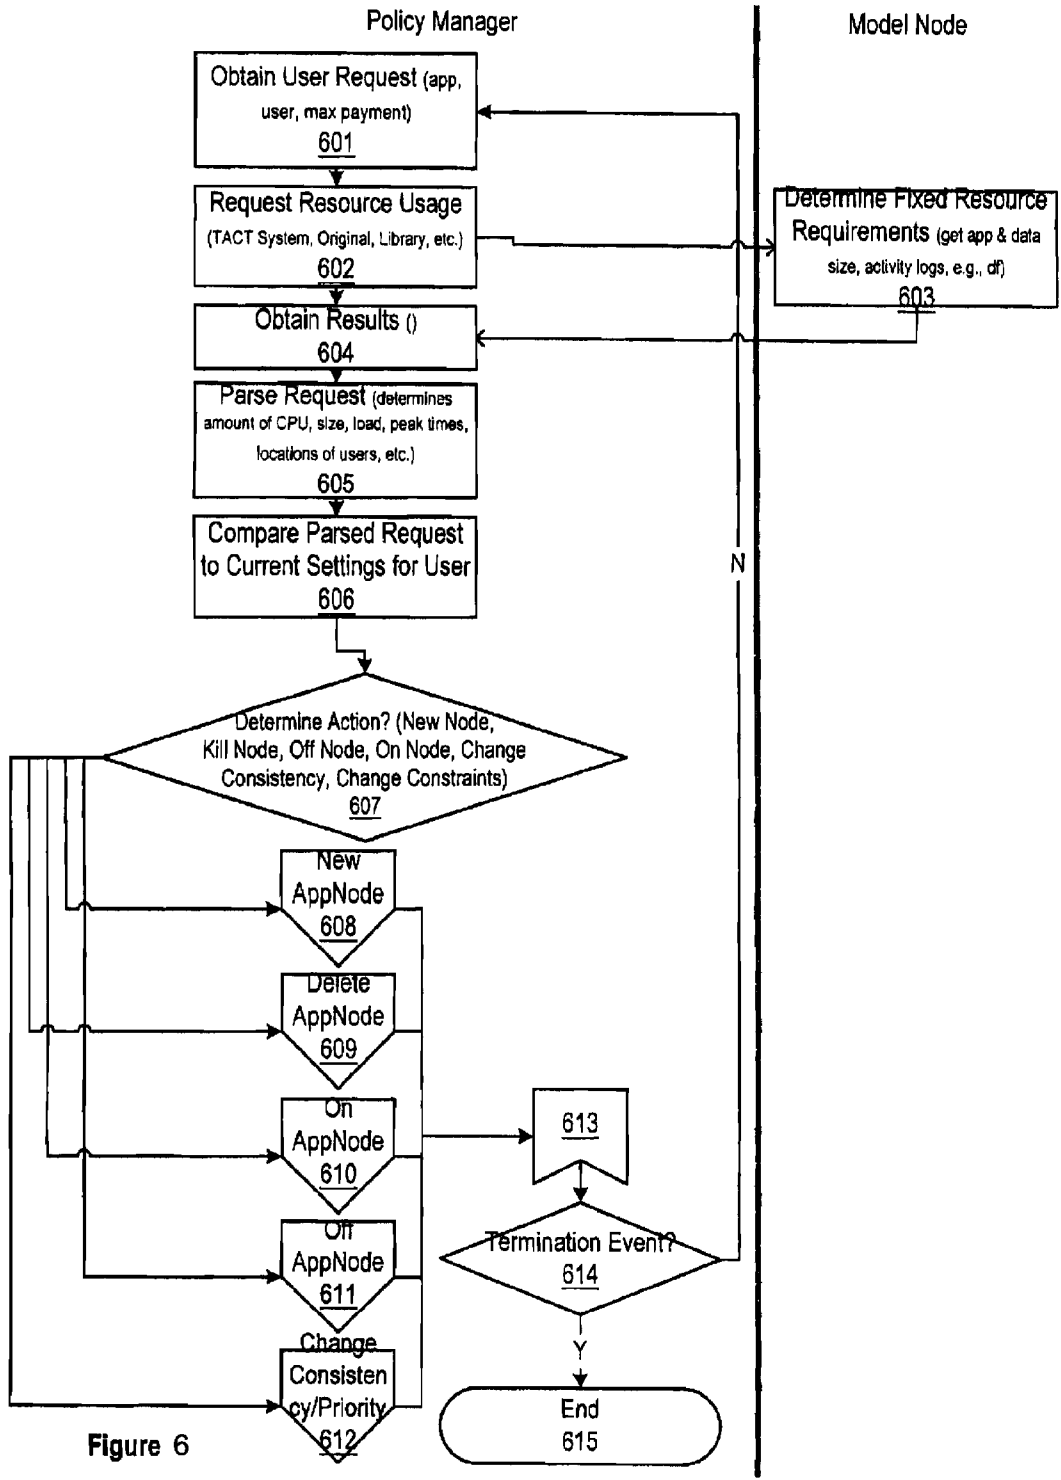 Policy Manager
Model Node
Obtain User Request (app,
user, max payment)
601
Request Resource Usage
(TACT System, Original, Library, etc.)
602
Determine Fixed Resource
Requirements (get app & data
size, activity logs, e.g., df)
603
Obtain Results ()
604
Parse Request (determines
amount of CPU, size, load, peak times,
locations of users, etc.)
605
Compare Parsed Request
to Current Settings for User
606
N
Determine Action? (New Node,
Kill Node, Off Node, On Node, Change
Consistency, Change Constraints)
607
New
AppNode
608
Delete
AppNode
609
On
AppNode
610
613
Off
AppNode
611
Termination Event?
614
Y
Change
Consisten
cy/Priority
612
End
615
Figure 6